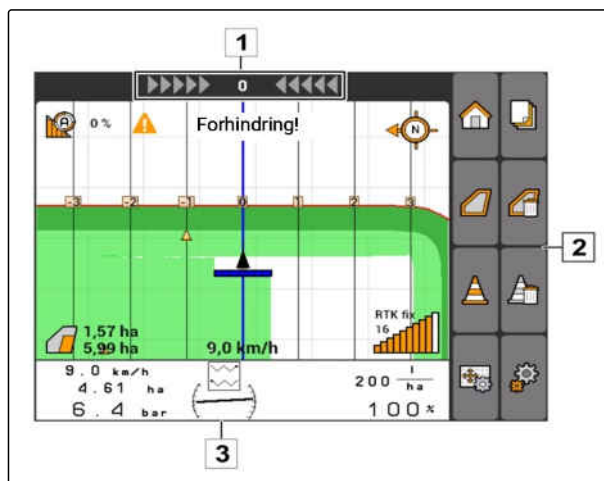 1
0
0 % Forhindring! N
-3 -2 -1 0 1 2 3
2
RTK fix
1,57 ha 16
5,99 ha 9,0 km/h
9.0 km/h
4.61 ha 200 l/ha
6.4 bar 100 %
3